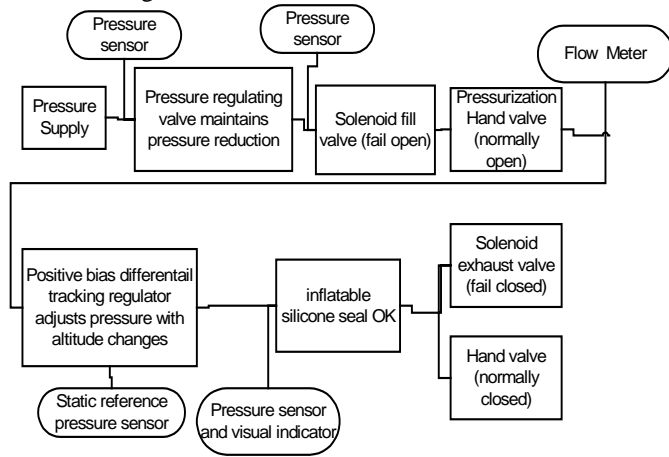 Pressure
sensor
Pressure
sensor
Flow Meter
Pressure
Supply
Pressure regulating
valve maintains
pressure reduction
Solenoid fill
valve (fail open)
Pressurization
Hand valve
(normally
open)
Positive bias differentail
tracking regulator
adjusts pressure with
altitude changes
inflatable
silicone seal OK
Solenoid
exhaust valve
(fail closed)
Hand valve
(normally
closed)
Static reference
pressure sensor
Pressure sensor
and visual indicator